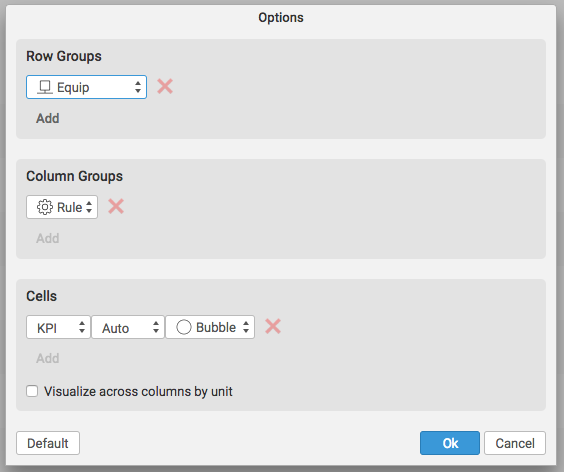 Options
Row Groups
Equip
Add
Column Groups
Rule
Add
Cells
KPI Auto Bubble
Add
Visualize across columns by unit
Default Ok Cancel